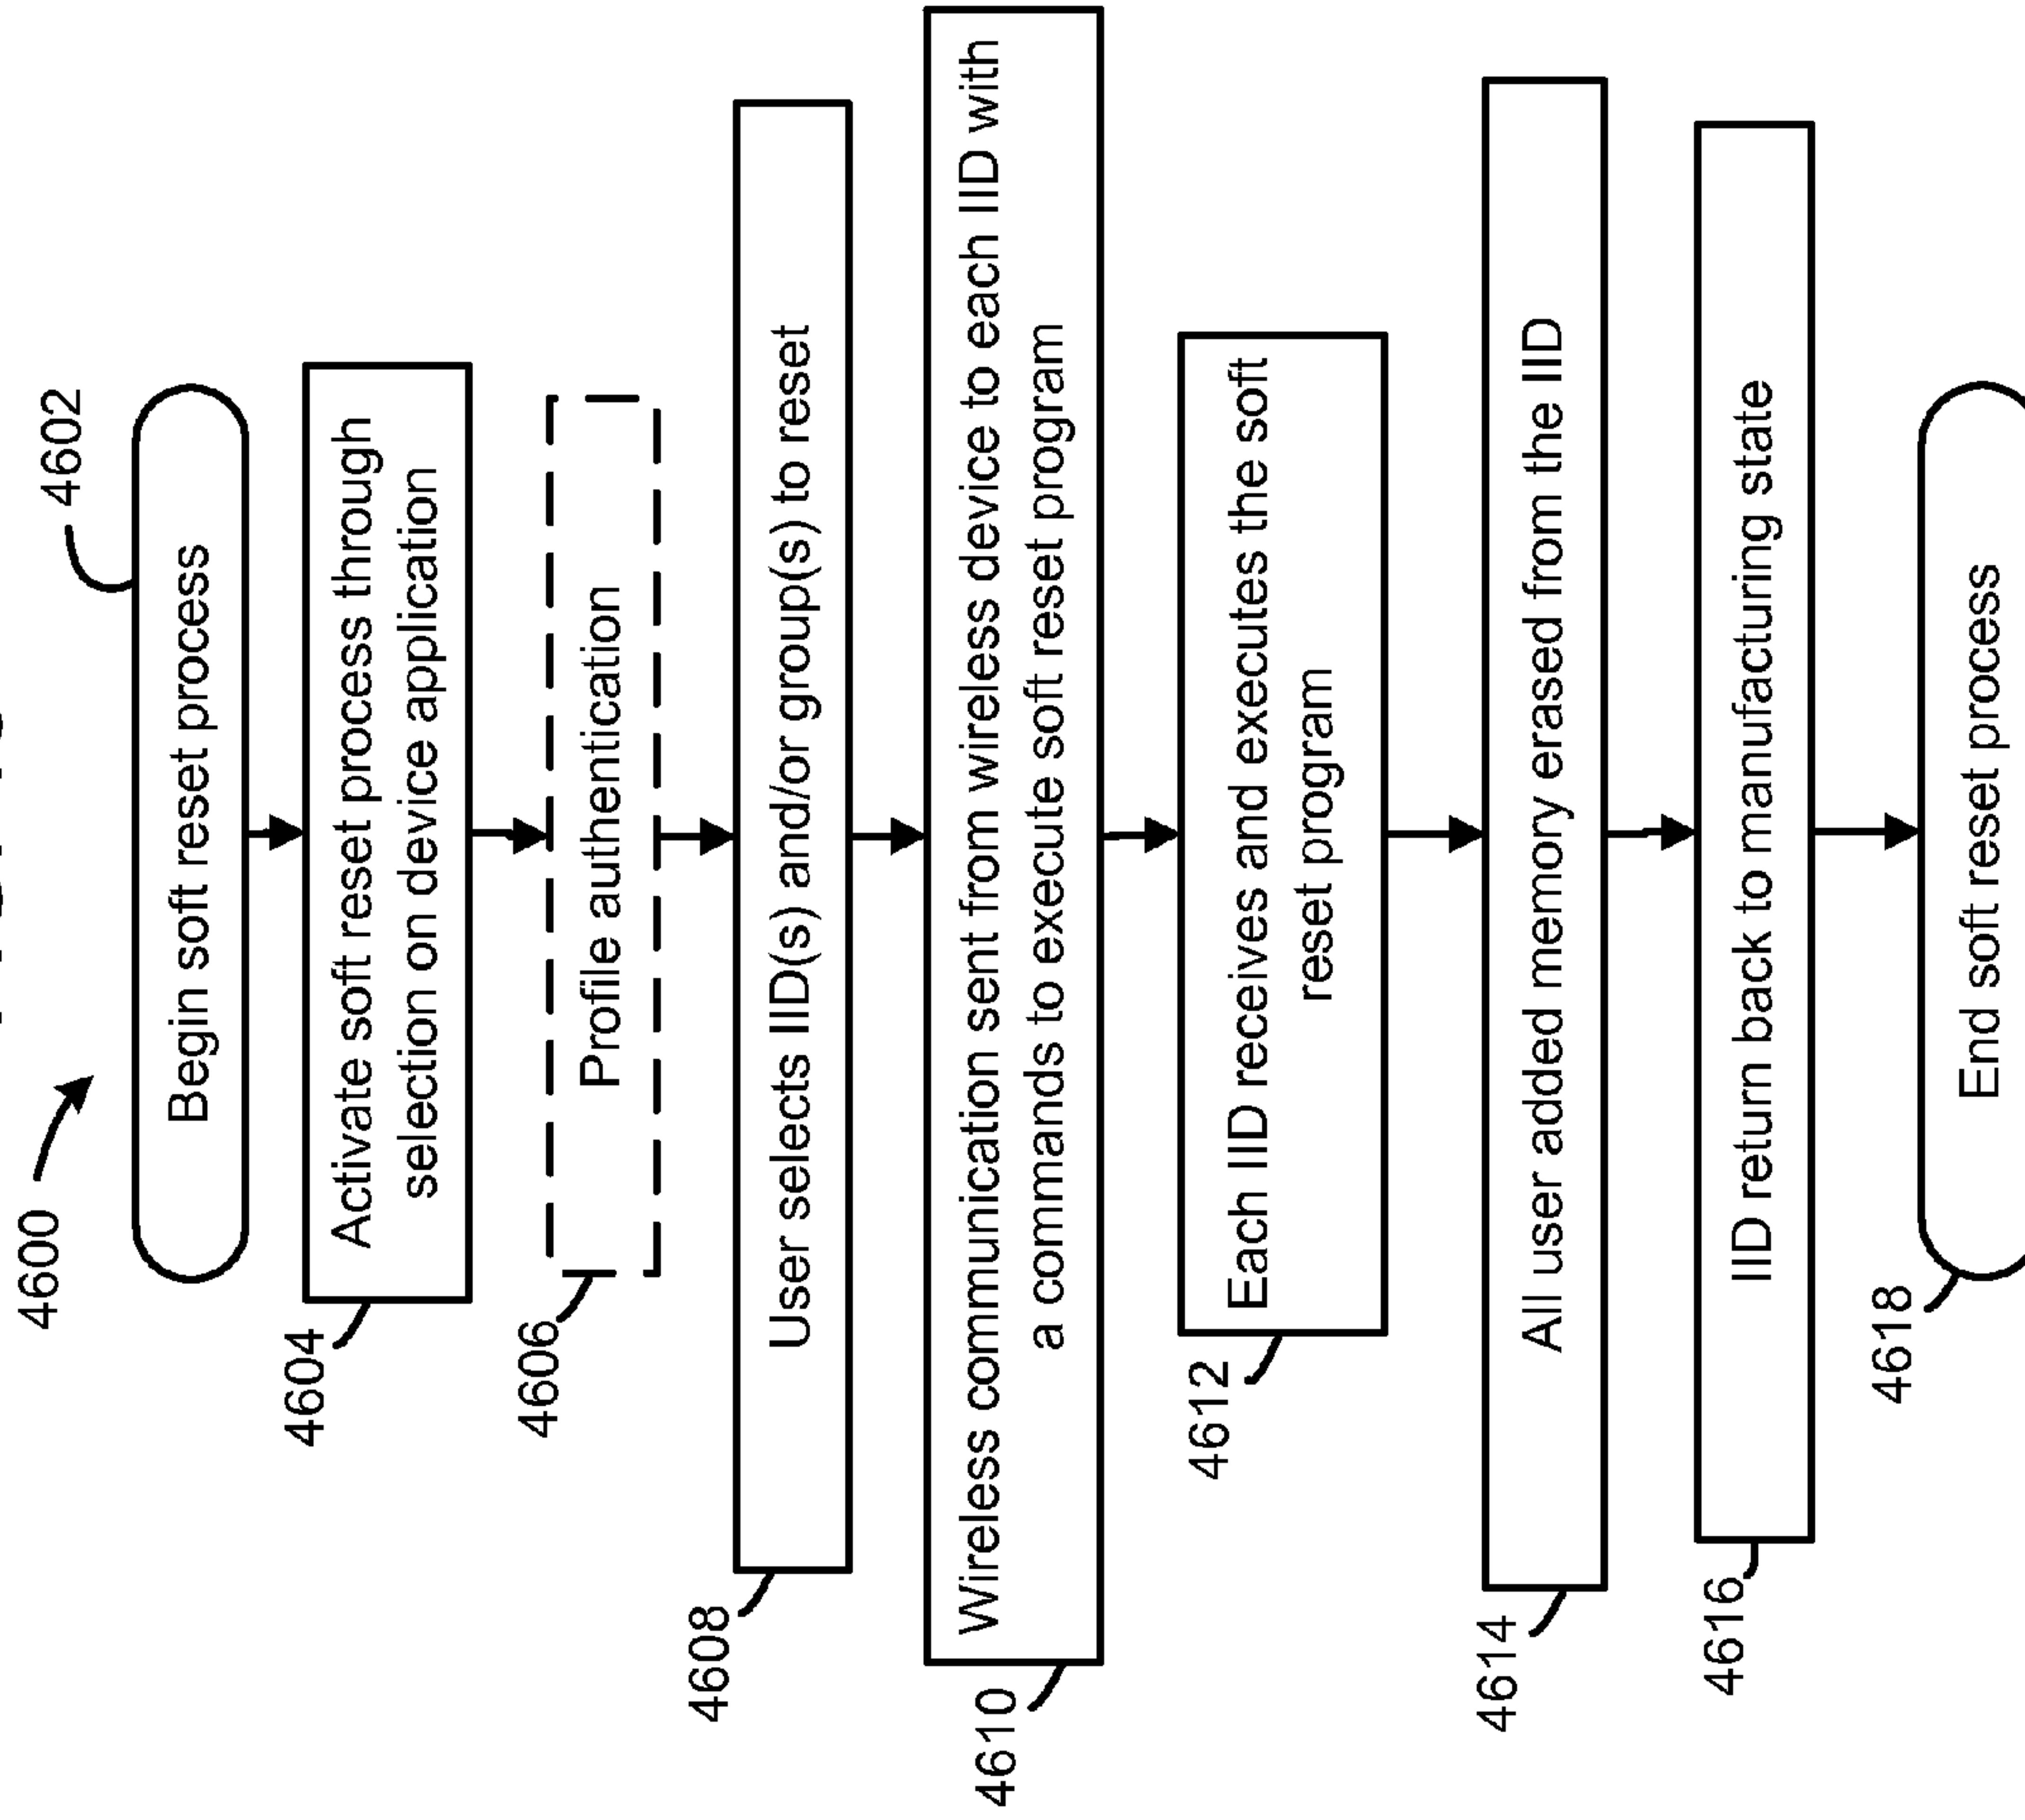 4600
4602
Begin soft reset process
4604
Activate soft reset process through
selection on device application
4606
Profile authentication
4608
User selects IID(s) and/or group(s) to reset
4610
Wireless communication sent from wireless device to each IID with
a commands to execute soft reset program
4612
Each IID receives and executes the soft
reset program
4614
All user added memory erased from the IID
4616
IID return back to manufacturing state
4618
End soft reset process